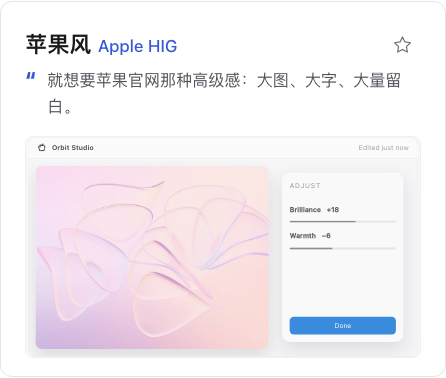 苹果风 Apple HIG
“ 就想要苹果官网那种高级感：大图、大字、大量留
白。
Orbit Studio Edited just now
ADJUST
Brilliance +18
Warmth −6
Done